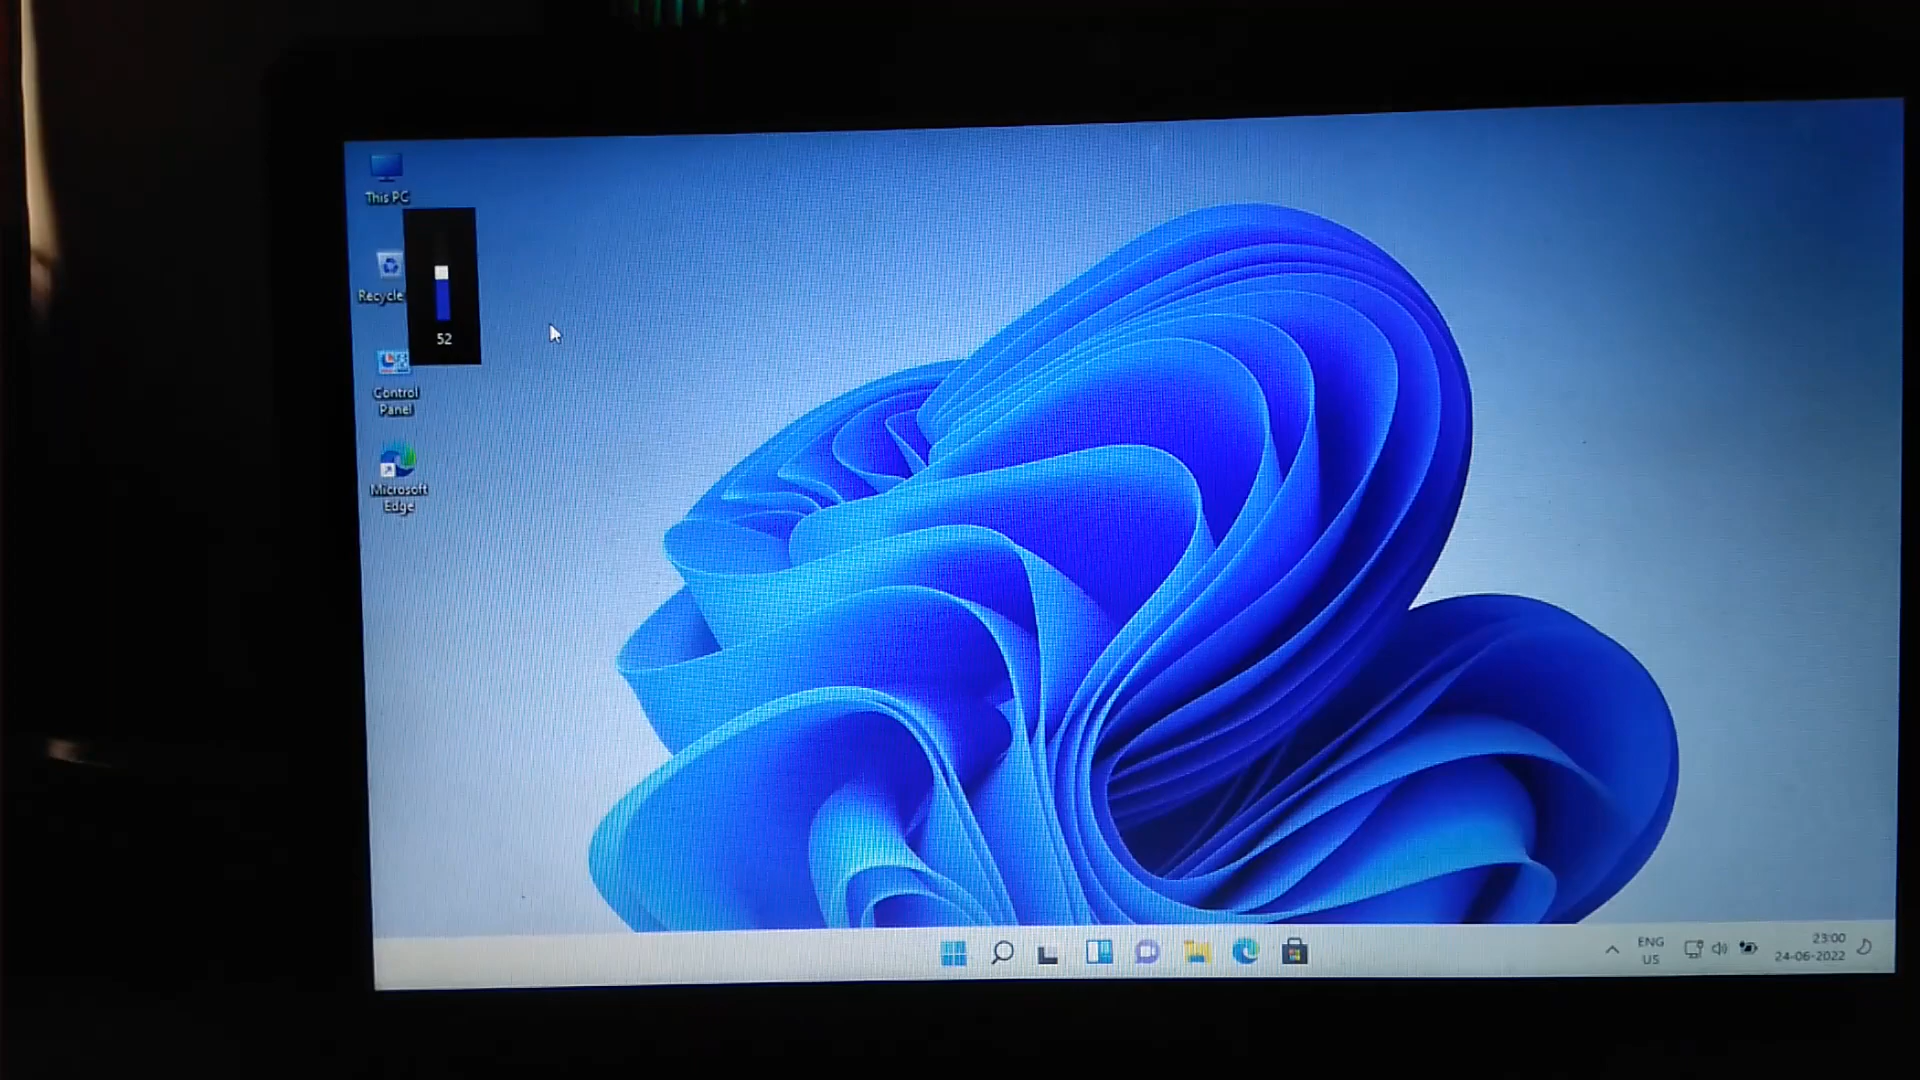 This PC
Recycle
52
Control
Panel
Microsoft
Edge
ENG
US
23:00
24-06-2022